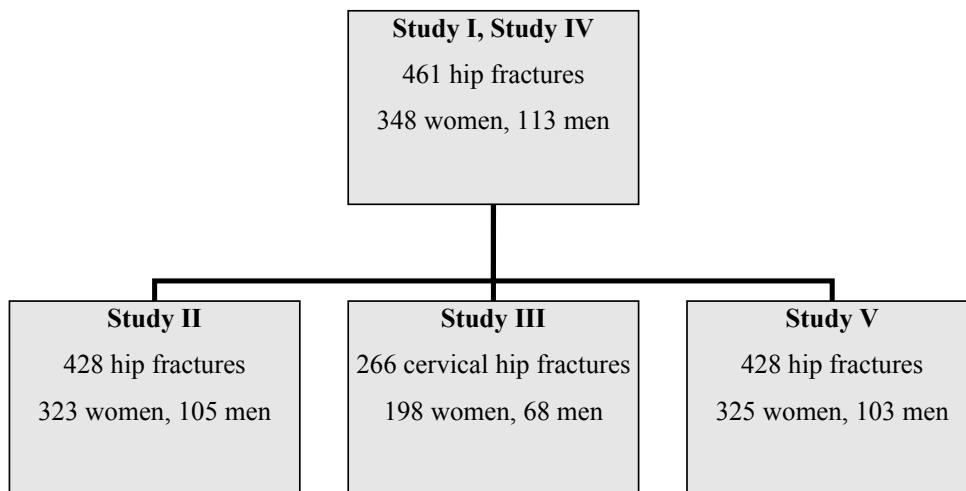 Study I, Study IV
461 hip fractures
348 women, 113 men
Study II
428 hip fractures
323 women, 105 men
Study III
266 cervical hip fractures
198 women, 68 men
Study V
428 hip fractures
325 women, 103 men